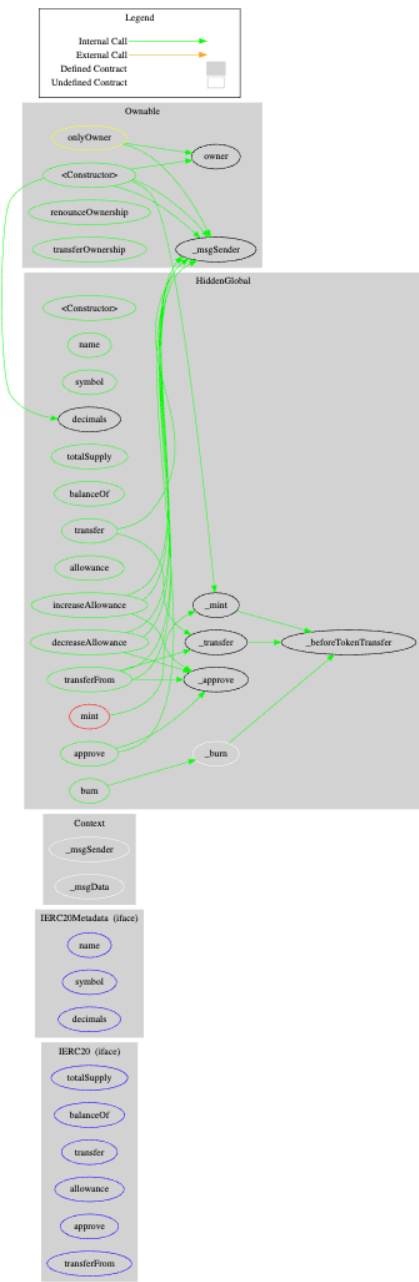 Legend
Internal Call
External Call
Defined Contract
Undefined Contract
Ownable
onlyOwner
owner
<Constructor>
renounceOwnership
transferOwnership
_msgSender
HiddenGlobal
<Constructor>
name
symbol
decimals
totalSupply
balanceOf
transfer
allowance
increaseAllowance
_mint
decreaseAllowance
_transfer
_beforeTokenTransfer
transferFrom
_approve
mint
approve
_burn
burn
Context
_msgSender
_msgData
IERC20Metadata (iface)
name
symbol
decimals
IERC20 (iface)
totalSupply
balanceOf
transfer
allowance
approve
transferFrom